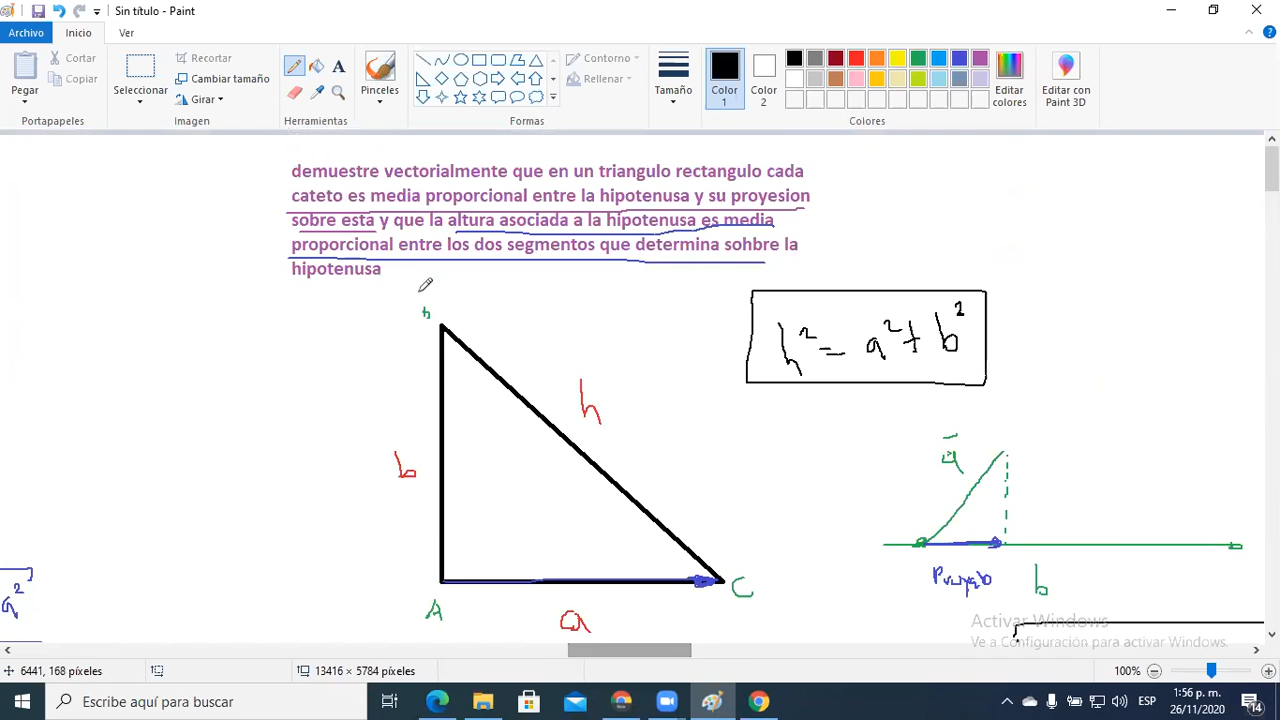 Sin título - Paint
Archivo
Inicio
Ver
Pegar
Cortar
Copiar
Portapapeles
Seleccionar
Recortar
Cambiar tamaño
Girar
Imagen
A
Herramientas
Pinceles
Contorno
Rellenar
Formas
Tamaño
Color 1
Color 2
Editar colores
Colores
Editar con Paint 3D
demuestre vectorialmente que en un triangulo rectangulo cada
cateto es media proporcional entre la hipotenusa y su proyesion
sobre esta y que la altura asociada a la hipotenusa es media
proporcional entre los dos segmentos que determina sohbre la
hipotenusa
h² = a² + b²
h
b
a
A
C
a²
ā
b
Activar Windows
Ve a Configuración para activar Windows.
6441, 168 píxeles
13416 × 5784 píxeles
100%
Escribe aquí para buscar
ESP
1:56 p. m.
26/11/2020
14